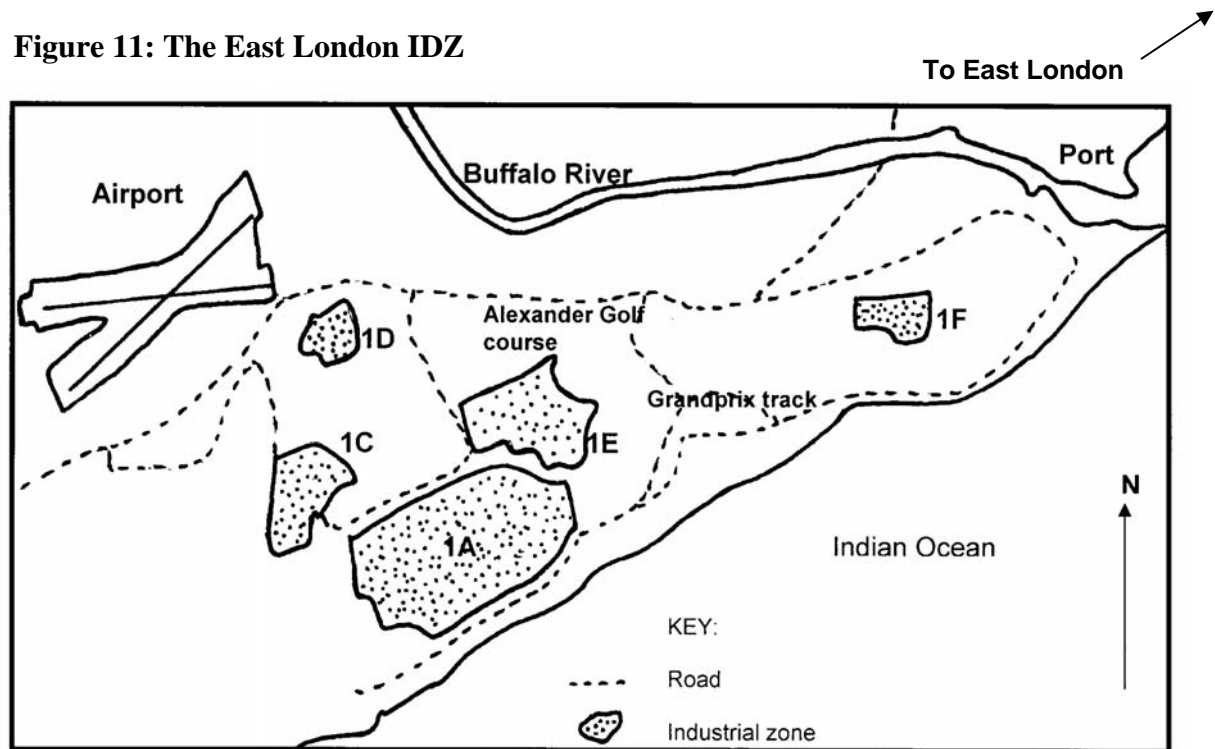 Figure 11: The East London IDZ
To East London
Port
Buffalo River
Airport
Alexander Golf
course
1D
1F
Grandprix track
1C
1E
N
1A
Indian Ocean
KEY:
Road
Industrial zone